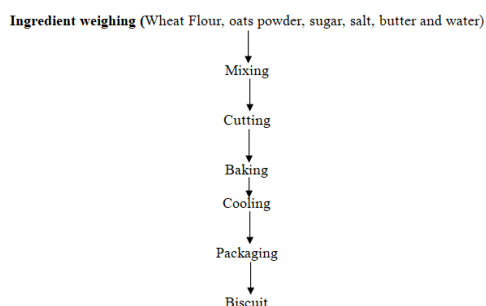 Ingredient weighing (Wheat Flour, oats powder, sugar, salt, butter and water)
Mixing
Cutting
Baking
Cooling
Packaging
Biscuit